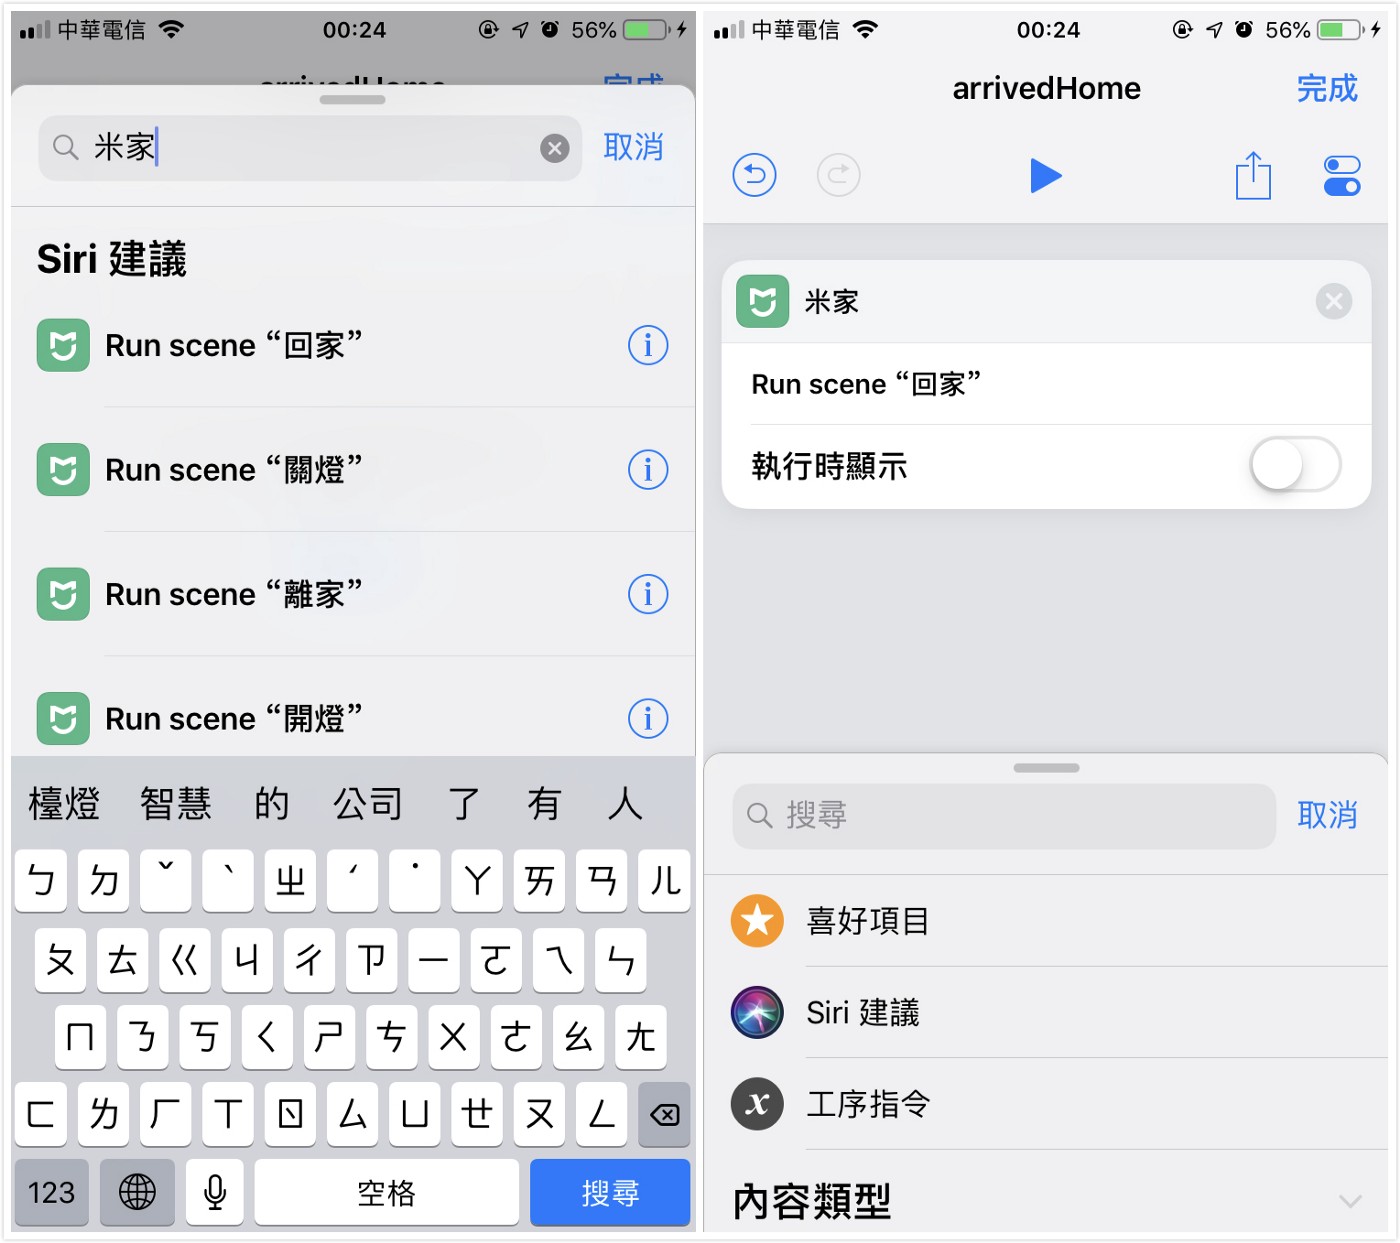 中華電信 00:24 56%
arrivedHome 完成
米家 取消
Siri 建議
Run scene “回家”
Run scene “關燈”
Run scene “離家”
Run scene “開燈”
檯燈 智慧 的 公司 了 有 人
ㄅ ㄉ ˇ ˋ ㄓ ˊ ˙ ㄚ ㄞ ㄢ ㄦ
ㄆ ㄊ ㄍ ㄐ ㄔ ㄗ ㄧ ㄛ ㄟ ㄣ
ㄇ ㄋ ㄎ ㄑ ㄕ ㄘ ㄨ ㄜ ㄠ ㄤ
ㄈ ㄌ ㄏ ㄒ ㄖ ㄙ ㄩ ㄝ ㄡ ㄥ
123 空格 搜尋
中華電信 00:24 56%
arrivedHome 完成
米家
Run scene “回家”
執行時顯示
搜尋 取消
喜好項目
Siri 建議
工序指令
內容類型